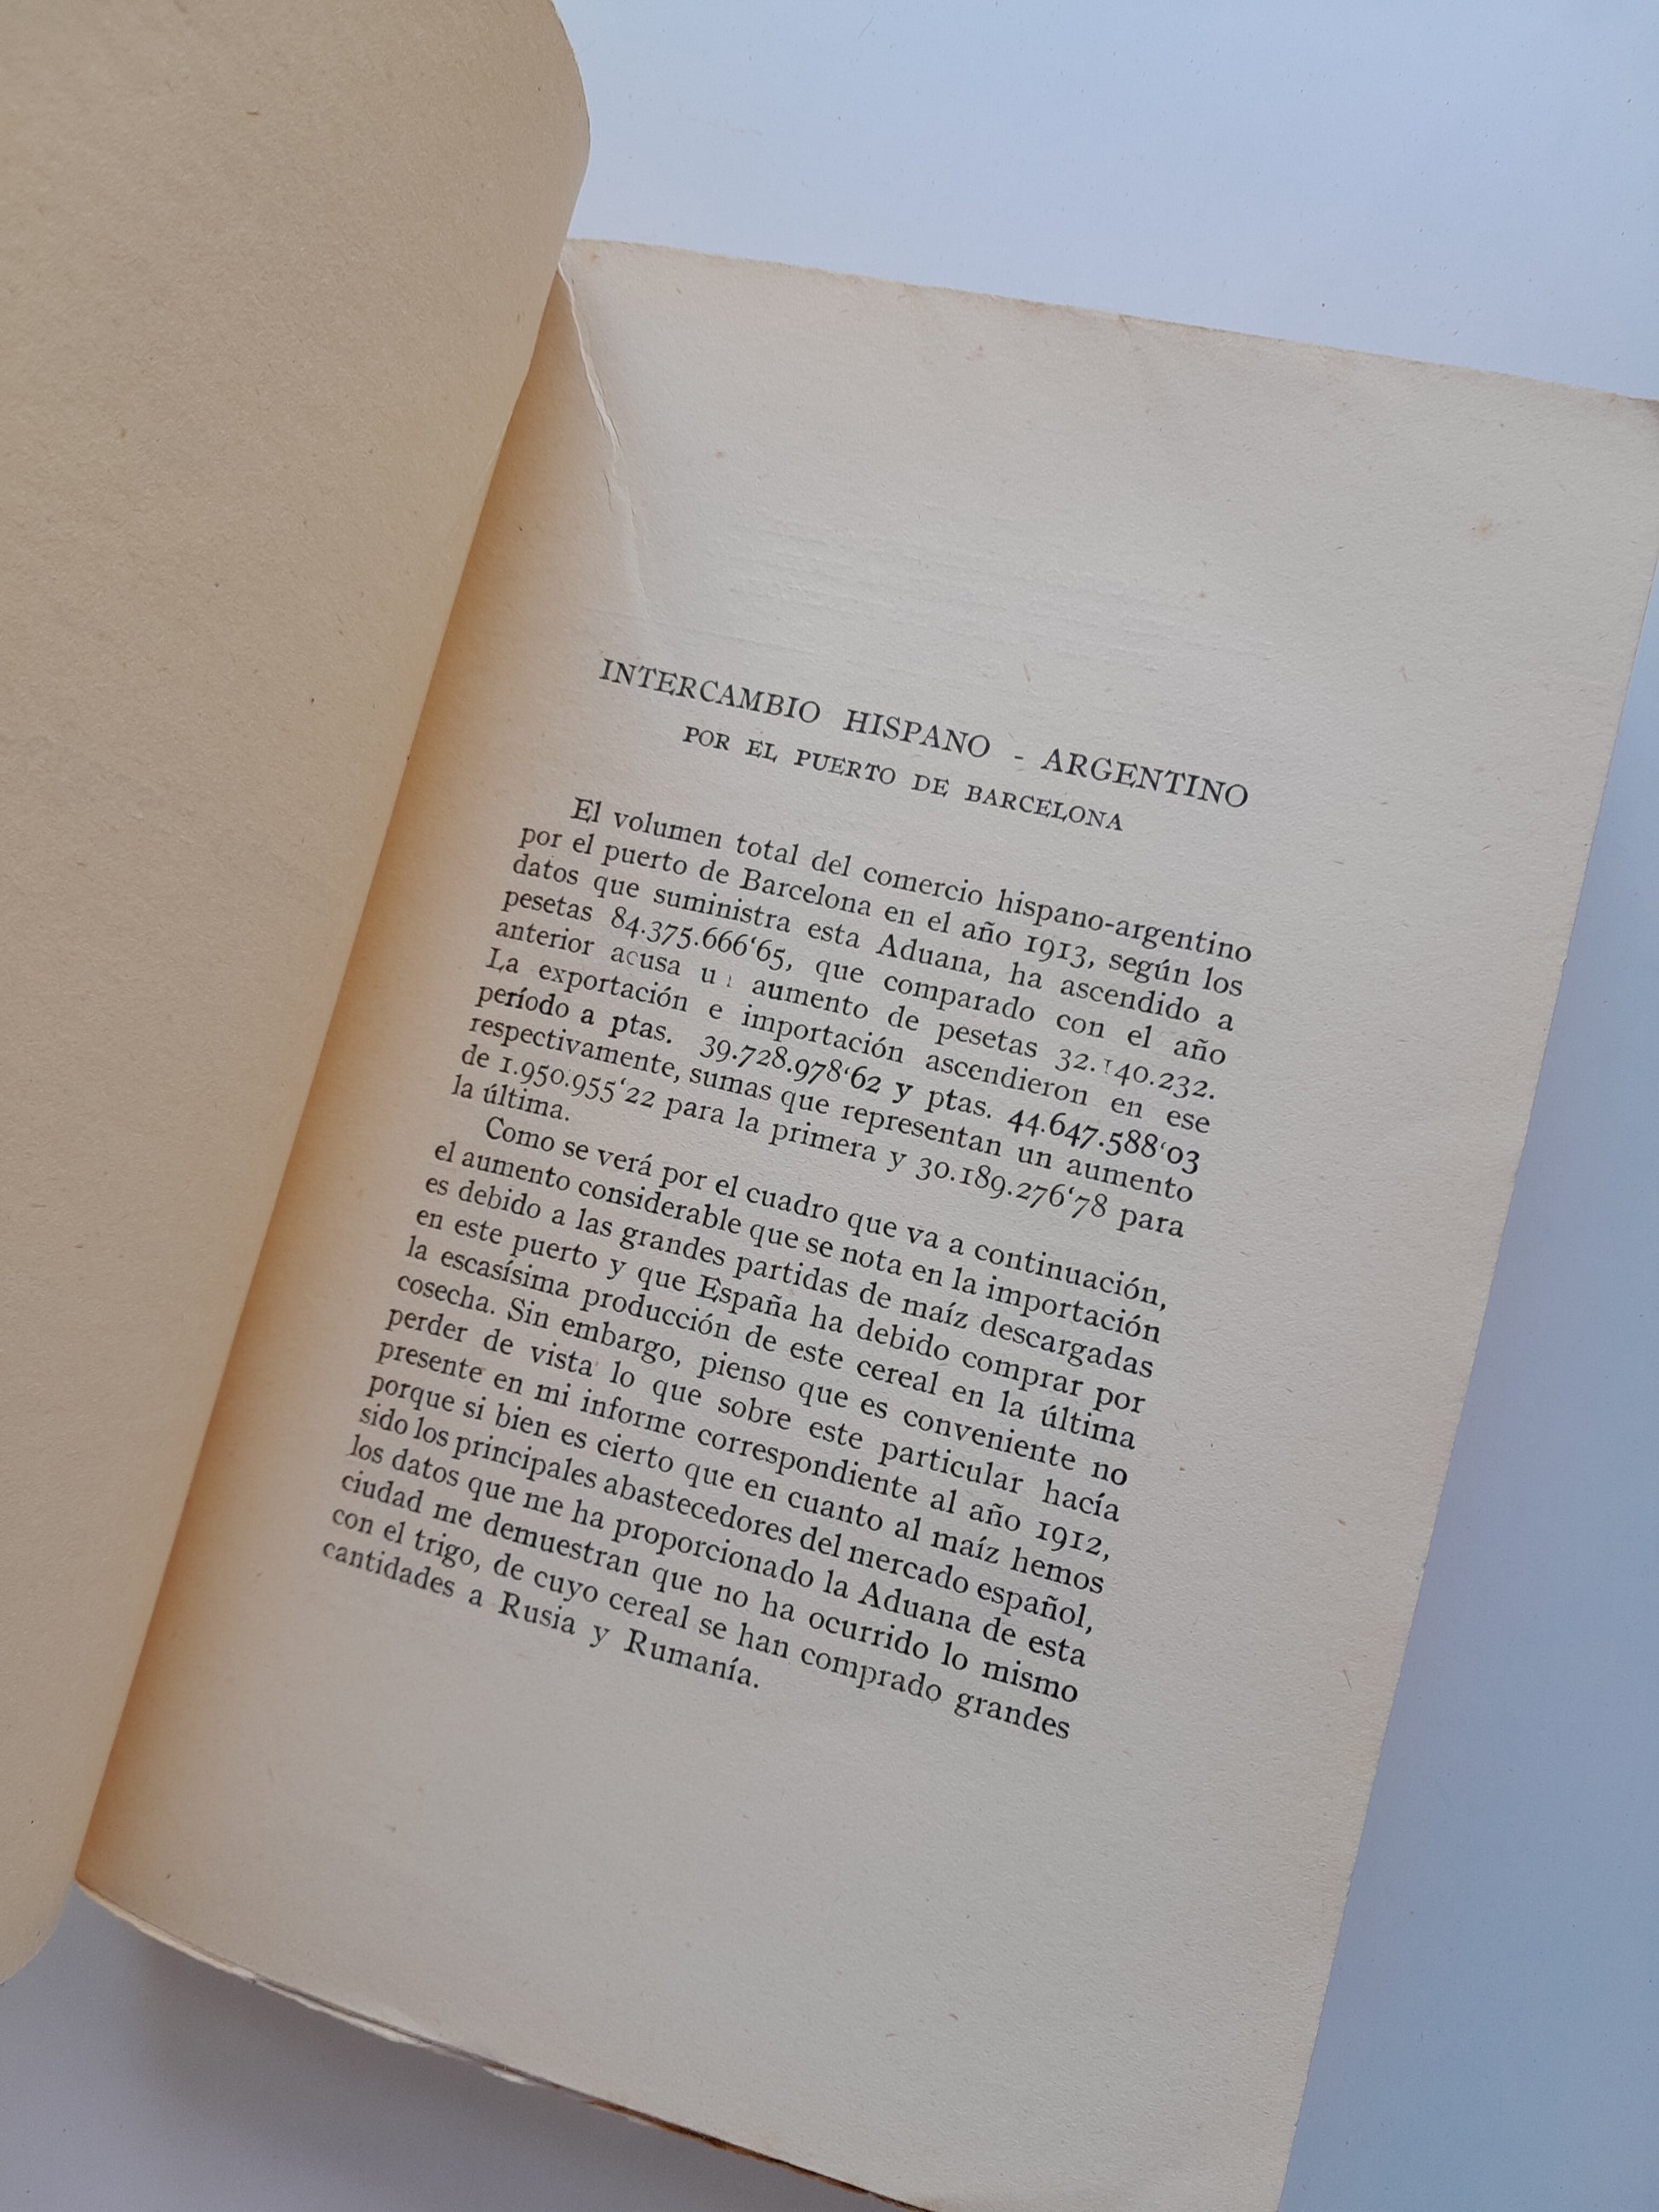 INTERCAMBIO HISPANO - ARGENTINO
POR EL PUERTO DE BARCELONA
El volumen total del comercio hispano-argentino
por el puerto de Barcelona en el año 1913, según los
datos que suministra esta Aduana, ha ascendido a
pesetas 84.375.666‘65, que comparado con el año
anterior acusa u aumento de pesetas 32.140.232.
La exportación e importación ascendieron en ese
período a ptas. 39.728.978‘62 y ptas. 44.647.588‘03
respectivamente, sumas que representan un aumento
de 1.950.955‘22 para la primera y 30.189.276‘78 para
la última.
Como se verá por el cuadro que va a continuación,
el aumento considerable que se nota en la importación
es debido a las grandes partidas de maíz descargadas
en este puerto y que España ha debido comprar por
la escasísima producción de este cereal en la última
cosecha. Sin embargo, pienso que es conveniente no
perder de vista lo que sobre este particular hacía
presente en mi informe correspondiente al año 1912,
porque si bien es cierto que en cuanto al maíz hemos
sido los principales abastecedores del mercado español,
los datos que me ha proporcionado la Aduana de esta
ciudad me demuestran que no ha ocurrido lo mismo
con el trigo, de cuyo cereal se han comprado grandes
cantidades a Rusia y Rumanía.